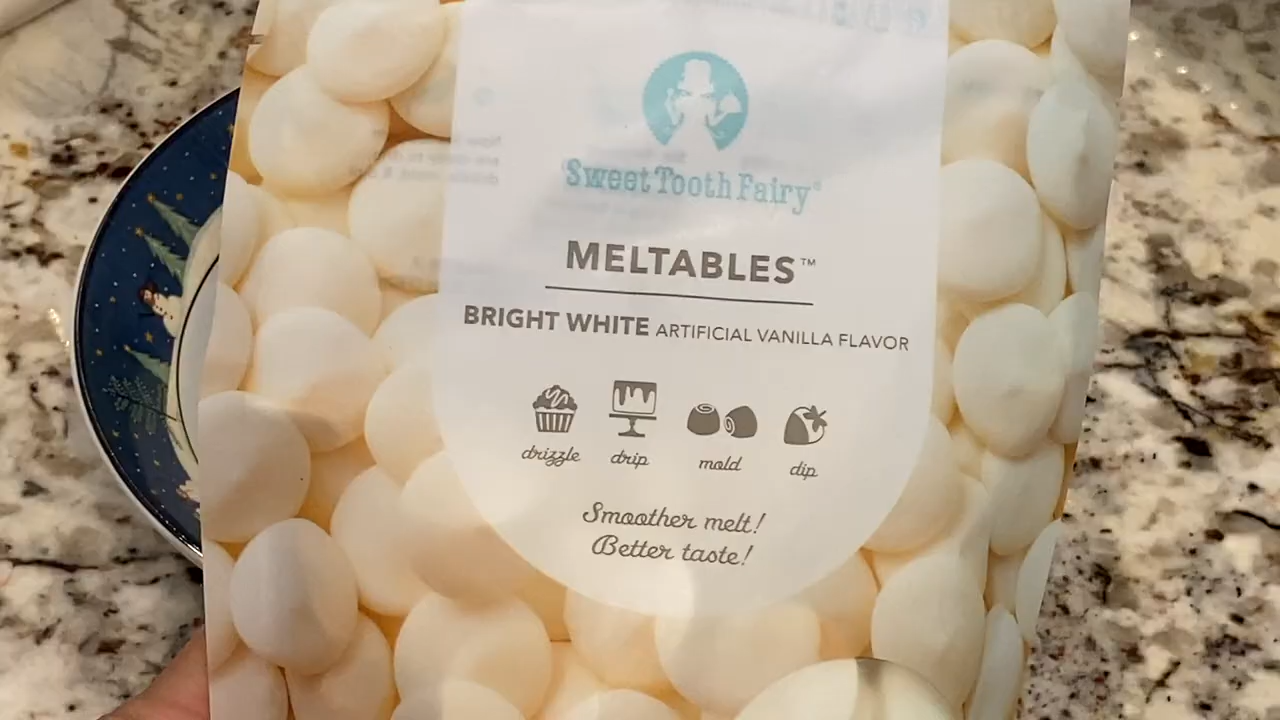 Sweet Tooth Fairy®
MELTABLES™
BRIGHT WHITE ARTIFICIAL VANILLA FLAVOR
drizzle drip mold dip
Smoother melt!
Better taste!